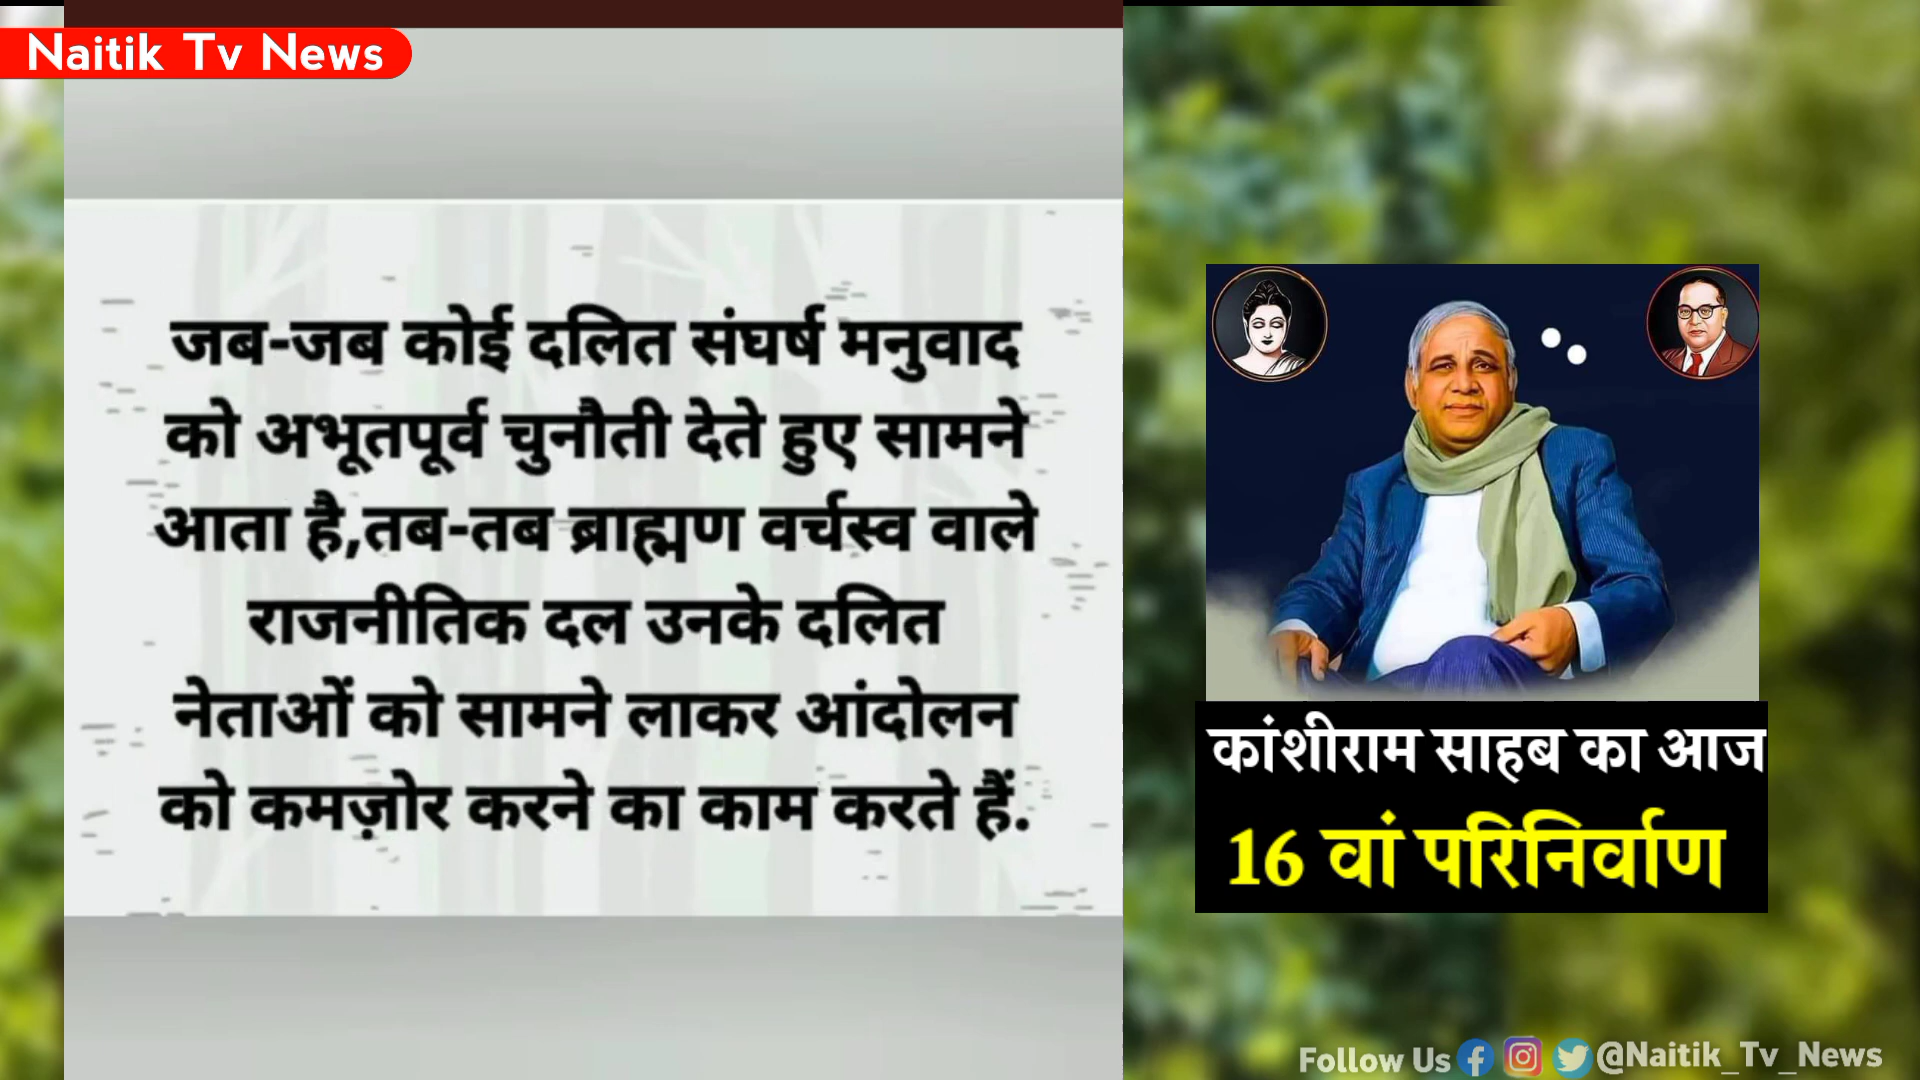 Naitik Tv News
जब-जब कोई दलित संघर्ष मनुवाद
को अभूतपूर्व चुनौती देते हुए सामने
आता है,तब-तब ब्राह्मण वर्चस्व वाले
राजनीतिक दल उनके दलित
नेताओं को सामने लाकर आंदोलन
को कमज़ोर करने का काम करते हैं.
कांशीराम साहब का आज
16 वां परिनिर्वाण
Follow Us @Naitik_Tv_News